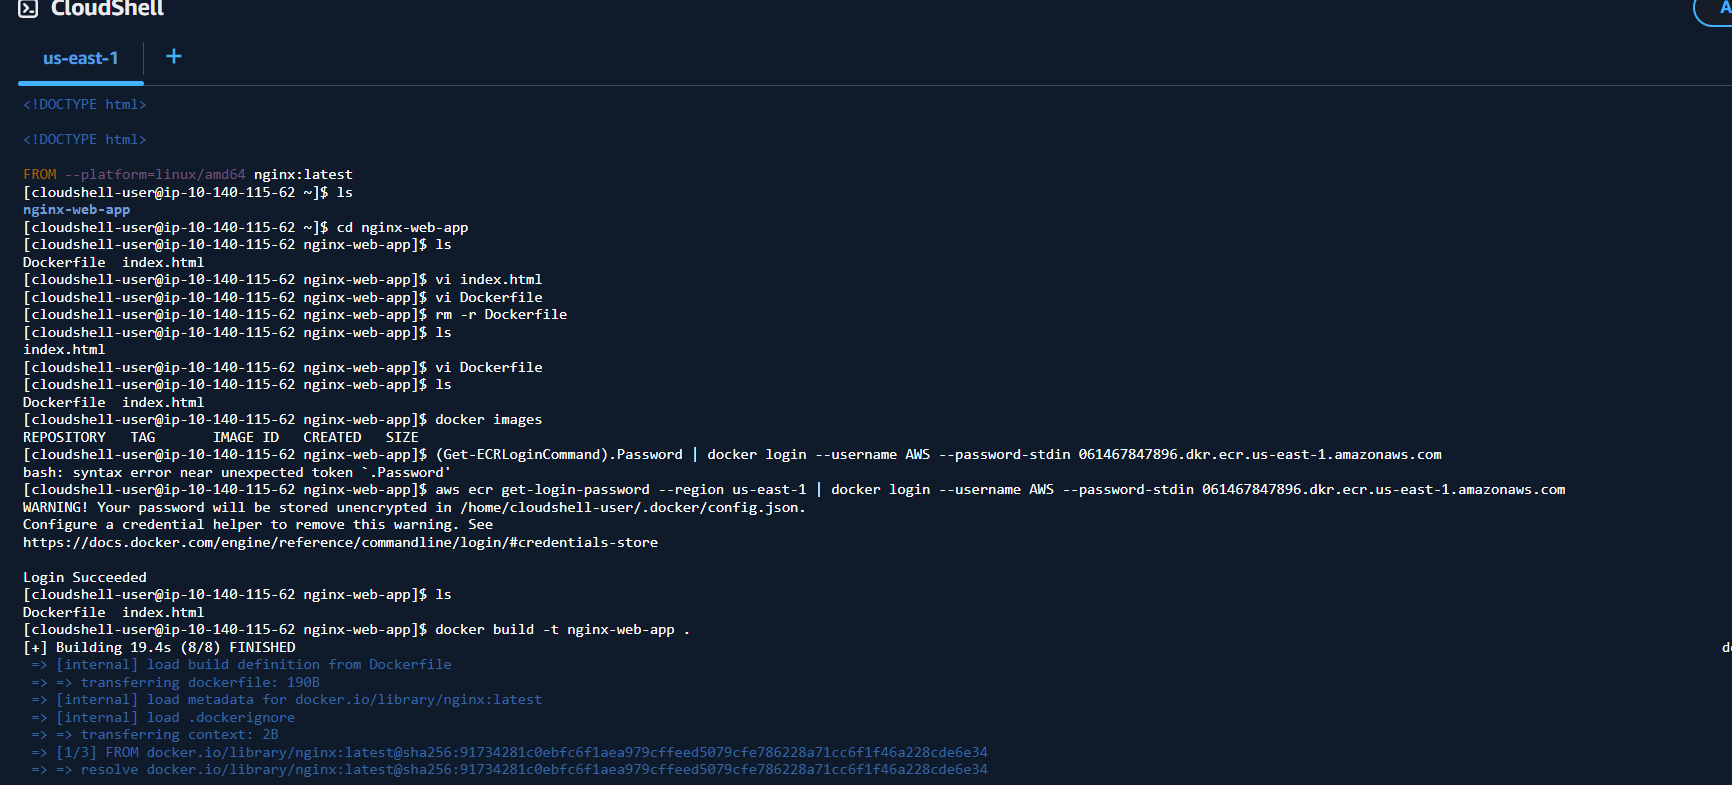 CloudShell
us-east-1 +
<!DOCTYPE html>
<!DOCTYPE html>
FROM --platform=linux/amd64 nginx:latest
[cloudshell-user@ip-10-140-115-62 ~]$ ls
nginx-web-app
[cloudshell-user@ip-10-140-115-62 ~]$ cd nginx-web-app
[cloudshell-user@ip-10-140-115-62 nginx-web-app]$ ls
Dockerfile  index.html
[cloudshell-user@ip-10-140-115-62 nginx-web-app]$ vi index.html
[cloudshell-user@ip-10-140-115-62 nginx-web-app]$ vi Dockerfile
[cloudshell-user@ip-10-140-115-62 nginx-web-app]$ rm -r Dockerfile
[cloudshell-user@ip-10-140-115-62 nginx-web-app]$ ls
index.html
[cloudshell-user@ip-10-140-115-62 nginx-web-app]$ vi Dockerfile
[cloudshell-user@ip-10-140-115-62 nginx-web-app]$ ls
Dockerfile  index.html
[cloudshell-user@ip-10-140-115-62 nginx-web-app]$ docker images
REPOSITORY   TAG       IMAGE ID   CREATED   SIZE
[cloudshell-user@ip-10-140-115-62 nginx-web-app]$ (Get-ECRLoginCommand).Password | docker login --username AWS --password-stdin 061467847896.dkr.ecr.us-east-1.amazonaws.com
bash: syntax error near unexpected token `.Password'
[cloudshell-user@ip-10-140-115-62 nginx-web-app]$ aws ecr get-login-password --region us-east-1 | docker login --username AWS --password-stdin 061467847896.dkr.ecr.us-east-1.amazonaws.com
WARNING! Your password will be stored unencrypted in /home/cloudshell-user/.docker/config.json.
Configure a credential helper to remove this warning. See
https://docs.docker.com/engine/reference/commandline/login/#credentials-store
Login Succeeded
[cloudshell-user@ip-10-140-115-62 nginx-web-app]$ ls
Dockerfile  index.html
[cloudshell-user@ip-10-140-115-62 nginx-web-app]$ docker build -t nginx-web-app .
[+] Building 19.4s (8/8) FINISHED
=> [internal] load build definition from Dockerfile
=> => transferring dockerfile: 190B
=> [internal] load metadata for docker.io/library/nginx:latest
=> [internal] load .dockerignore
=> => transferring context: 2B
=> [1/3] FROM docker.io/library/nginx:latest@sha256:91734281c0ebfc6f1aea979cffeed5079cfe786228a71cc6f1f46a228cde6e34
=> => resolve docker.io/library/nginx:latest@sha256:91734281c0ebfc6f1aea979cffeed5079cfe786228a71cc6f1f46a228cde6e34